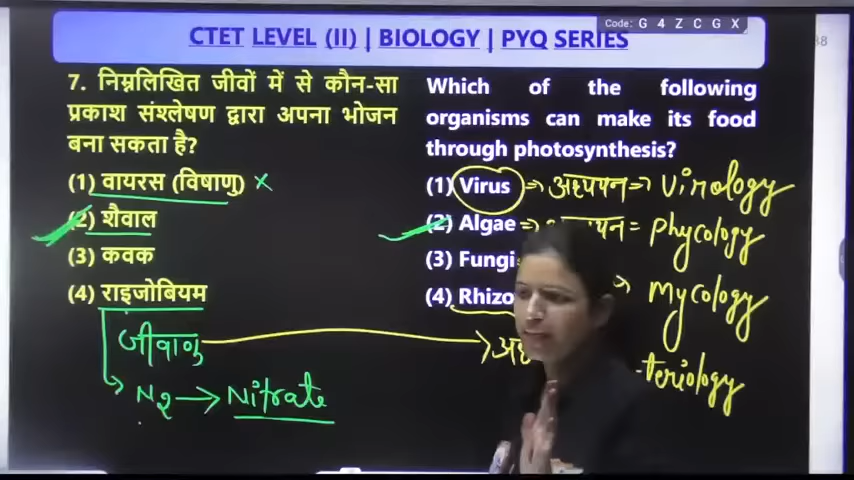 Code: G 4 Z C G X
CTET LEVEL (II) | BIOLOGY | PYQ SERIES
38
7. निम्नलिखित जीवों में से कौन-सा
प्रकाश संश्लेषण द्वारा अपना भोजन
बना सकता है?
(1) वायरस (विषाणु) x
(2) शैवाल
(3) कवक
(4) राइजोबियम
जीवाणु
N2 → Nitrate
Which of the following
organisms can make its food
through photosynthesis?
(1) Virus ⇒ अध्ययन ⇒ Virology
(2) Algae ⇒ = Phycology
(3) Fungi Mycology
(4) Rhizo
teriology